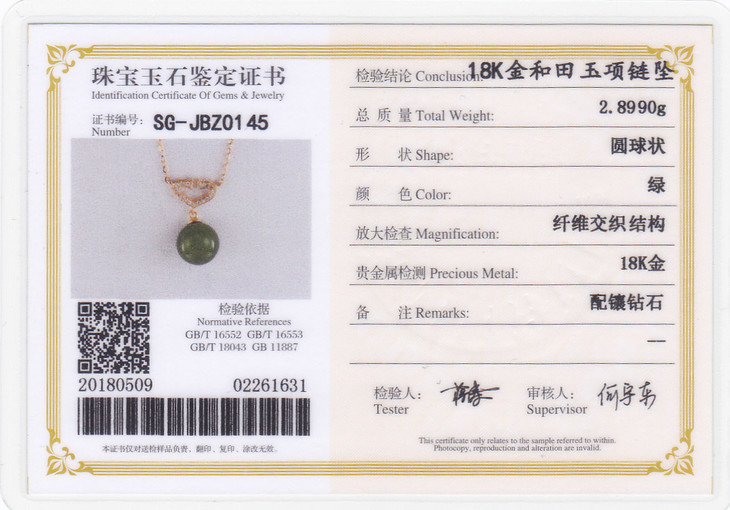 珠宝玉石鉴定证书
Identification Certificate Of Gems & Jewelry
证书编号: SG-JBZ0145
Number
检验依据
Normative References
GB/T 16552 GB/T 16553
GB/T 18043 GB 11887
20180509 02261631
本证书仅对送检样品负责，翻印、复印、涂改无效。
检验结论 Conclusion: 18K金和田玉项链坠
总质量 Total Weight: 2.8990g
形状 Shape: 圆球状
颜色 Color: 绿
放大检查 Magnification: 纤维交织结构
贵金属检测 Precious Metal: 18K金
备注 Remarks: 配镶钻石
—
检验人: 审核人: 何字东
Tester Supervisor
This certificate only relates to the sample referred to within.
Photocopy, reproduction and alteration are invalid.